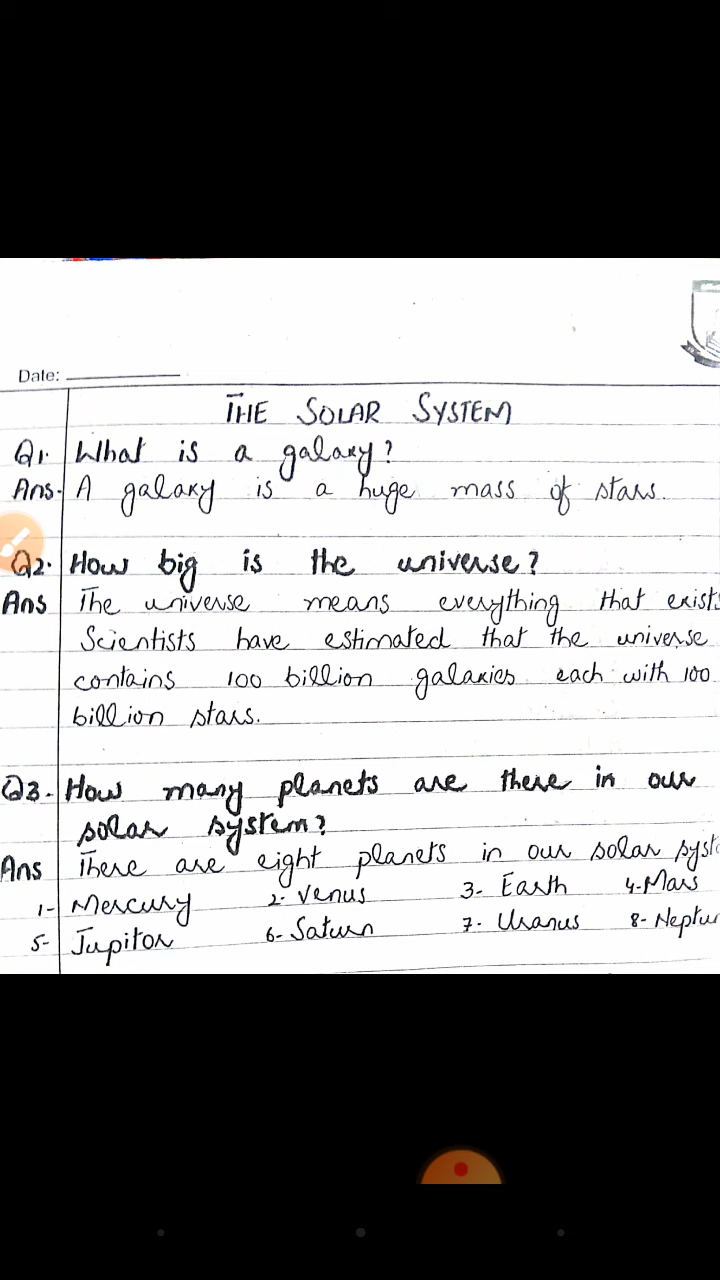 Date:
THE SOLAR SYSTEM
Q1. What is a galaxy?
Ans. A galaxy is a huge mass of stars.
Q2. How big is the universe?
Ans The universe means everything that exists
Scientists have estimated that the universe
contains 100 billion galaxies each with 100
billion stars.
Q3. How many planets are there in our
solar system?
Ans There are eight planets in our solar syst
1- Mercury 2- Venus 3- Earth 4- Mars
5- Jupitor 6- Saturn 7- Uranus 8- Neptu